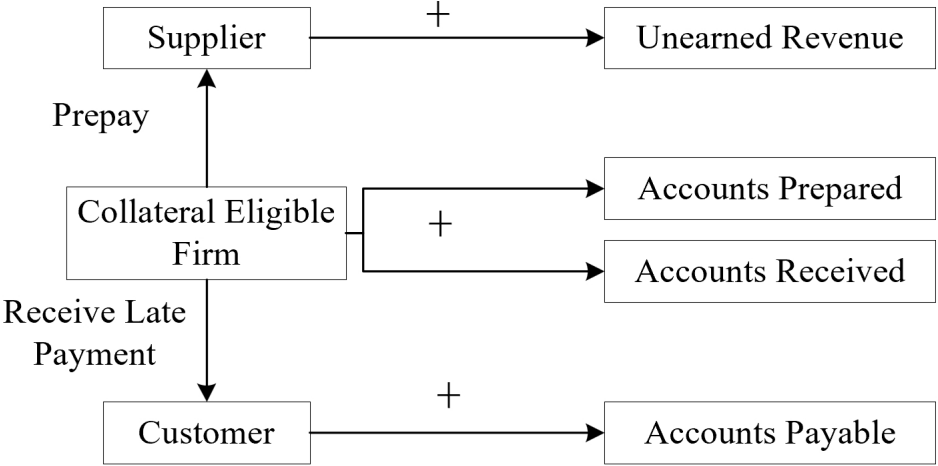 Supplier
+
Unearned Revenue
Prepay
Collateral Eligible
Firm
+
Accounts Prepared
Accounts Received
Receive Late
Payment
Customer
+
Accounts Payable